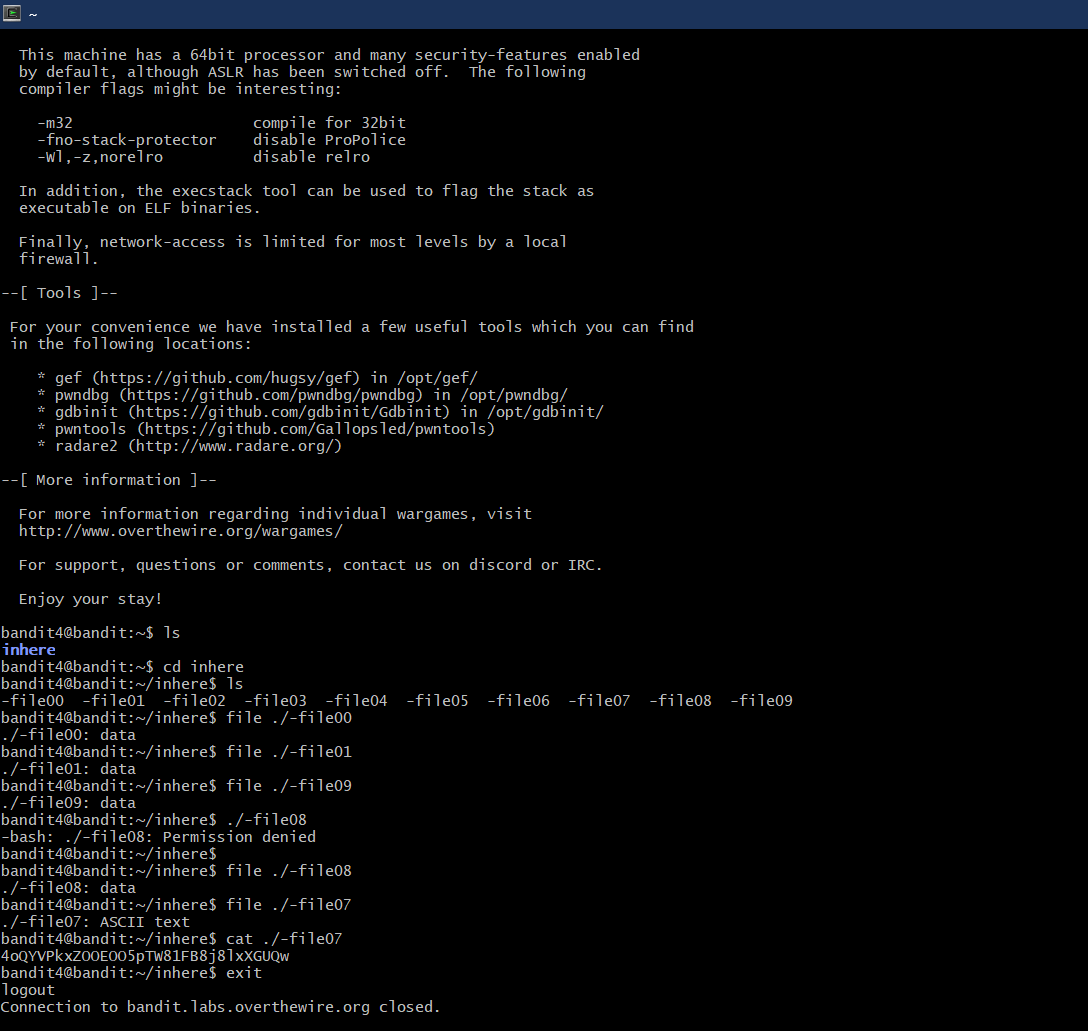 ~
This machine has a 64bit processor and many security-features enabled
by default, although ASLR has been switched off.  The following
compiler flags might be interesting:
-m32                    compile for 32bit
-fno-stack-protector    disable ProPolice
-Wl,-z,norelro          disable relro
In addition, the execstack tool can be used to flag the stack as
executable on ELF binaries.
Finally, network-access is limited for most levels by a local
firewall.
--[ Tools ]--
For your convenience we have installed a few useful tools which you can find
in the following locations:
* gef (https://github.com/hugsy/gef) in /opt/gef/
* pwndbg (https://github.com/pwndbg/pwndbg) in /opt/pwndbg/
* gdbinit (https://github.com/gdbinit/Gdbinit) in /opt/gdbinit/
* pwntools (https://github.com/Gallopsled/pwntools)
* radare2 (http://www.radare.org/)
--[ More information ]--
For more information regarding individual wargames, visit
http://www.overthewire.org/wargames/
For support, questions or comments, contact us on discord or IRC.
Enjoy your stay!
bandit4@bandit:~$ ls
inhere
bandit4@bandit:~$ cd inhere
bandit4@bandit:~/inhere$ ls
-file00  -file01  -file02  -file03  -file04  -file05  -file06  -file07  -file08  -file09
bandit4@bandit:~/inhere$ file ./-file00
./-file00: data
bandit4@bandit:~/inhere$ file ./-file01
./-file01: data
bandit4@bandit:~/inhere$ file ./-file09
./-file09: data
bandit4@bandit:~/inhere$ ./-file08
-bash: ./-file08: Permission denied
bandit4@bandit:~/inhere$
bandit4@bandit:~/inhere$ file ./-file08
./-file08: data
bandit4@bandit:~/inhere$ file ./-file07
./-file07: ASCII text
bandit4@bandit:~/inhere$ cat ./-file07
4oQYVPkxZOOEOO5pTW81FB8j8lxXGUQw
bandit4@bandit:~/inhere$ exit
logout
Connection to bandit.labs.overthewire.org closed.